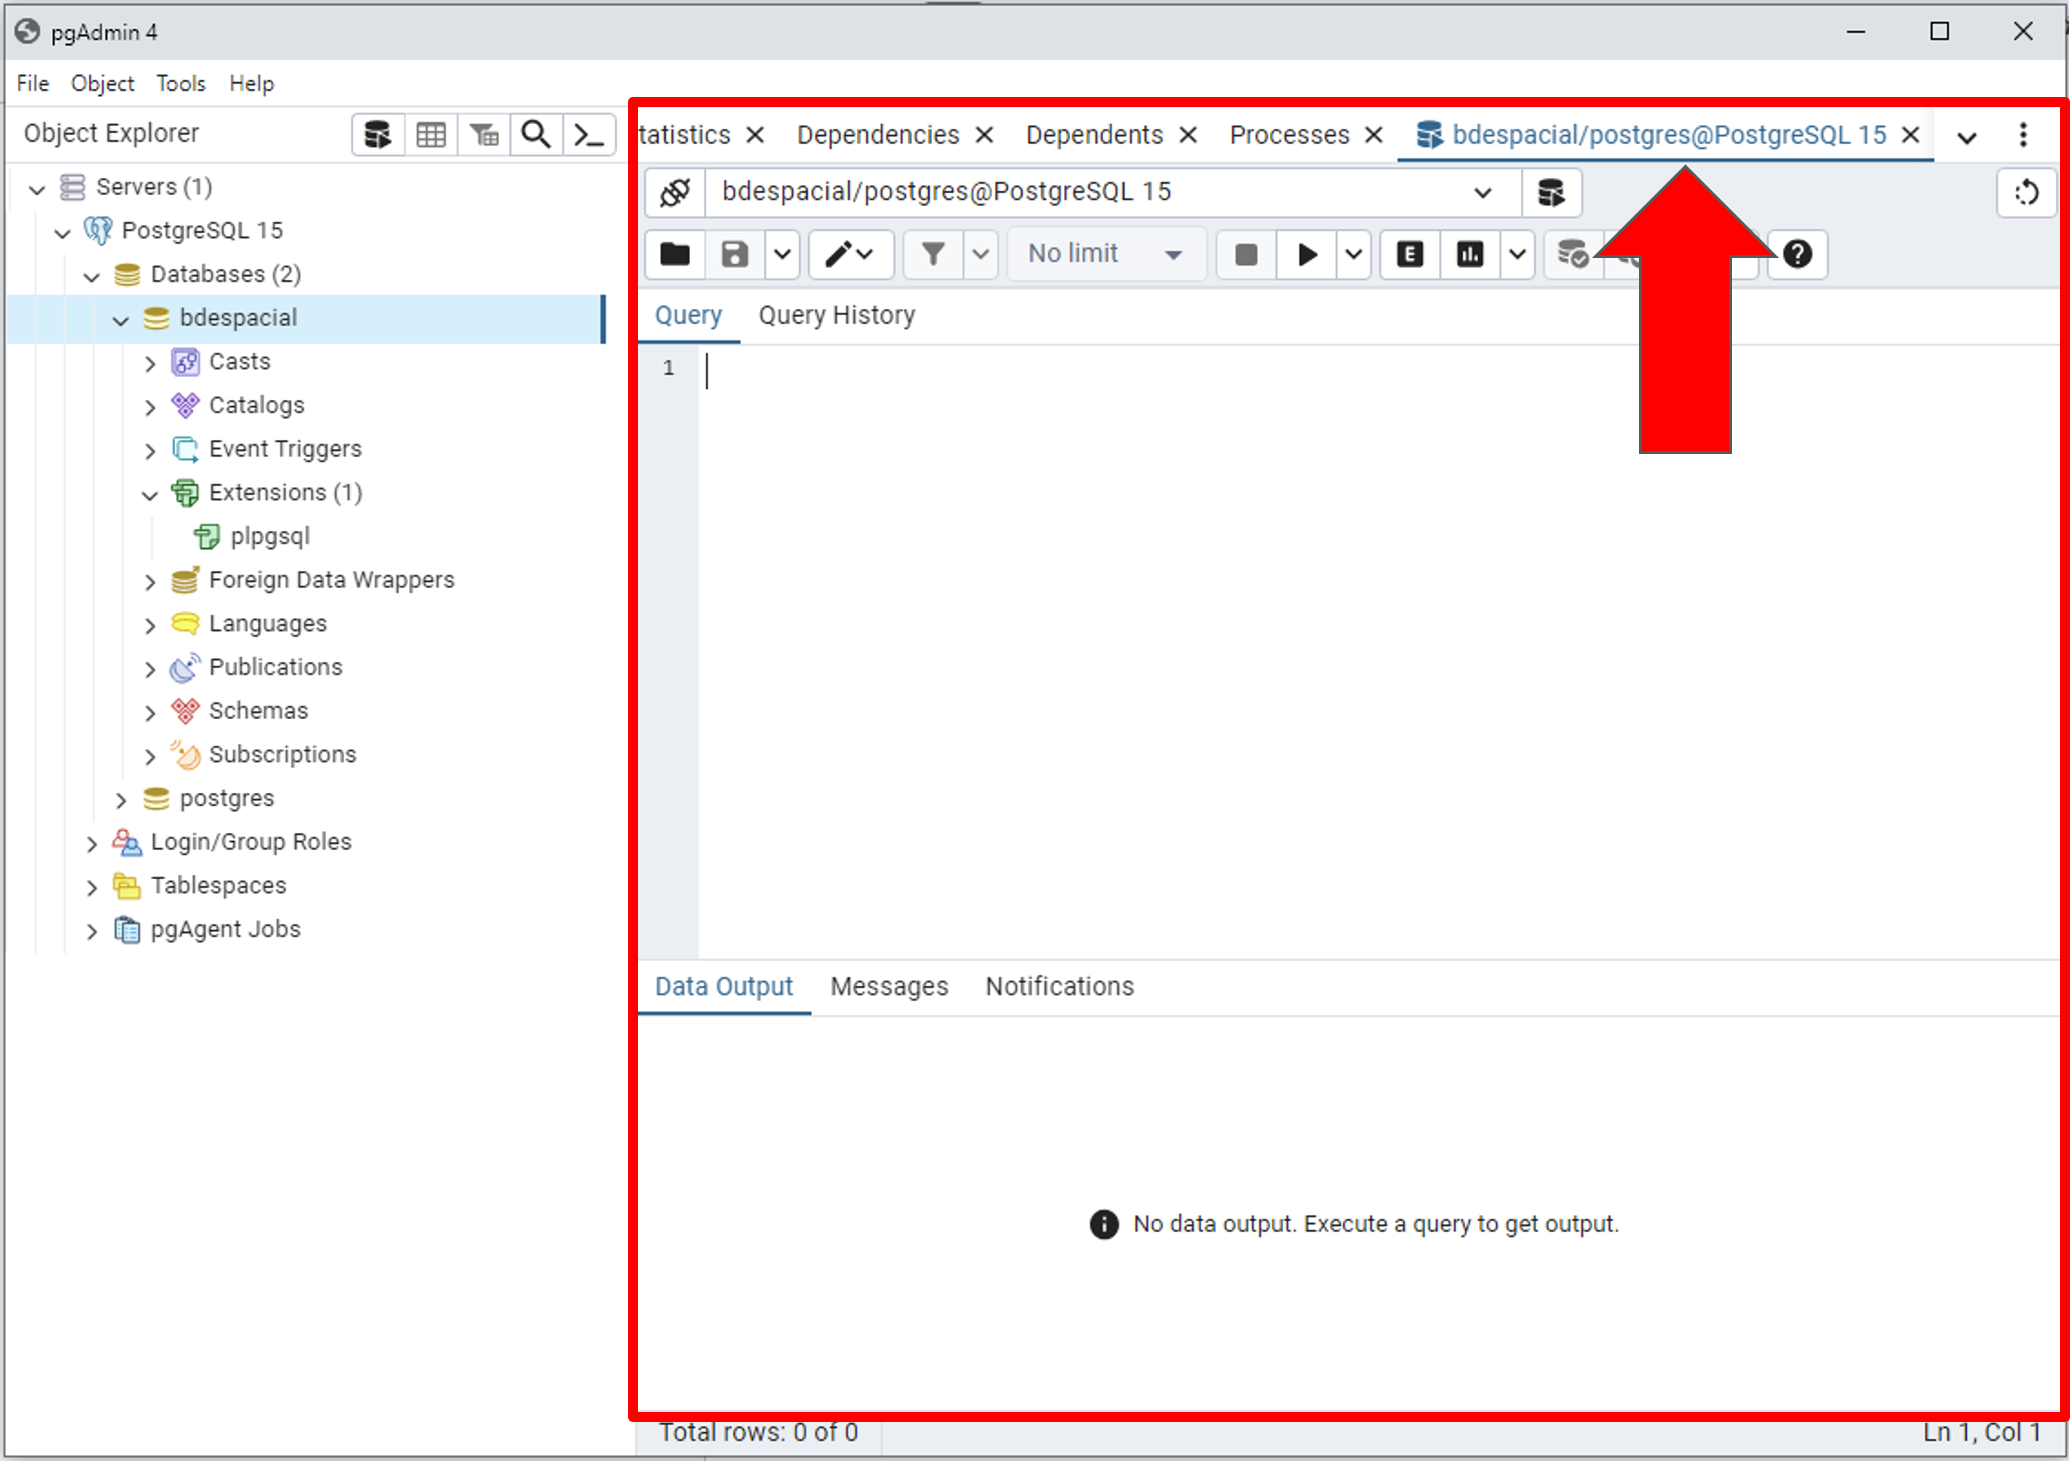 pgAdmin 4
File Object Tools Help
Object Explorer
Servers (1)
PostgreSQL 15
Databases (2)
bdespacial
Casts
Catalogs
Event Triggers
Extensions (1)
plpgsql
Foreign Data Wrappers
Languages
Publications
Schemas
Subscriptions
postgres
Login/Group Roles
Tablespaces
pgAgent Jobs
tatistics Dependencies Dependents Processes bdespacial/postgres@PostgreSQL 15
bdespacial/postgres@PostgreSQL 15
No limit E ?
Query Query History
1
Data Output Messages Notifications
No data output. Execute a query to get output.
Total rows: 0 of 0 Ln 1, Col 1